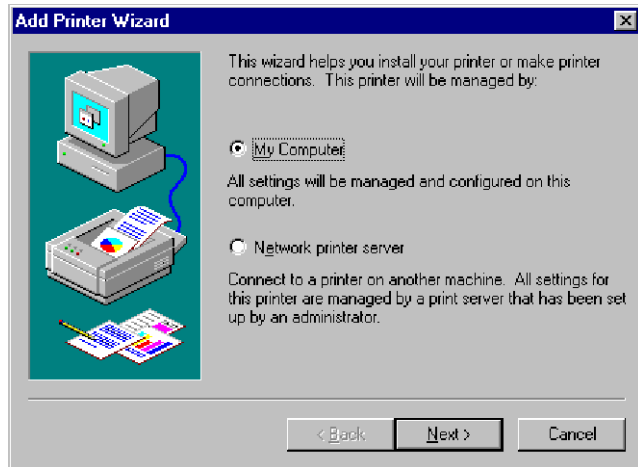 Add Printer Wizard
This wizard helps you install your printer or make printer
connections. This printer will be managed by:
My Computer
All settings will be managed and configured on this
computer.
Network printer server
Connect to a printer on another machine. All settings for
this printer are managed by a print server that has been set
up by an administrator.
< Back
Next >
Cancel